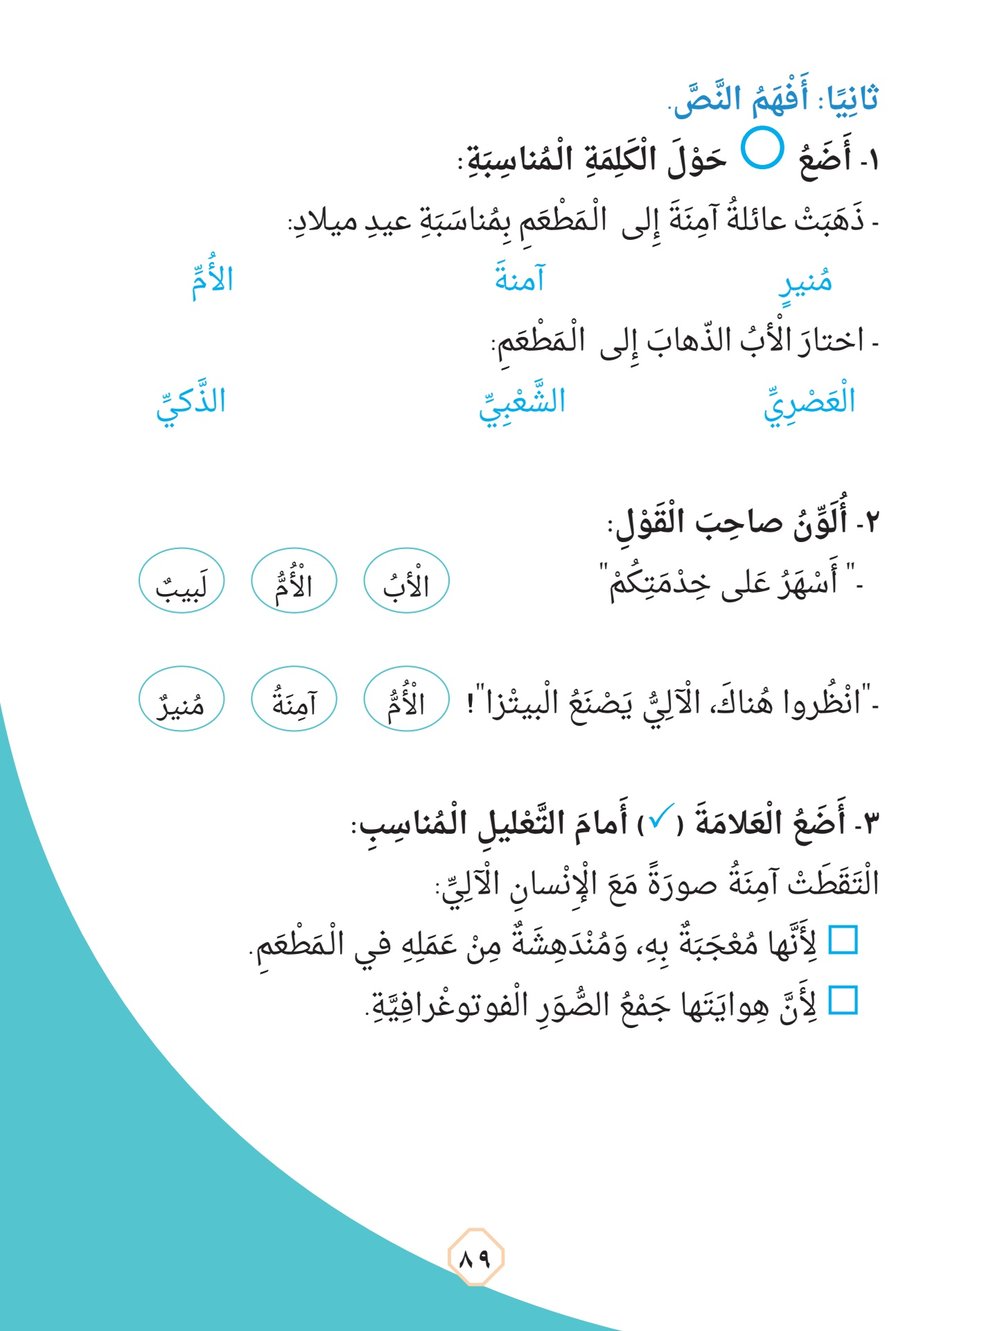 ثانِيًا: أَفْهَمُ النَّصَّ.
١- أَضَعُ حَوْلَ الْكَلِمَةِ الْمُناسِبَةِ:
- ذَهَبَتْ عائلةُ آمِنَةَ إِلى الْمَطْعَمِ بِمُناسَبَةِ عيدِ ميلادِ:
مُنيرٍ آمنةَ الأُمِّ
- اختارَ الْأبُ الذّهابَ إِلى الْمَطْعَمِ:
الْعَصْرِيِّ الشَّعْبِيِّ الذَّكيِّ
٢- أُلَوِّنُ صاحِبَ الْقَوْلِ:
-" أَسْهَرُ عَلى خِدْمَتِكُمْ" الْأبُ الْأُمُّ لَبيبٌ
-"انْظُروا هُناكَ، الْآلِيُّ يَصْنَعُ الْبيتْزا"! الْأُمُّ آمِنَةُ مُنيرٌ
٣- أَضَعُ الْعَلامَةَ (✓) أَمامَ التَّعْليلِ الْمُناسِبِ:
الْتَقَطَتْ آمِنَةُ صورَةً مَعَ الْإِنْسانِ الْآلِيِّ:
لِأَنَّها مُعْجَبَةٌ بِهِ، وَمُنْدَهِشَةٌ مِنْ عَمَلِهِ في الْمَطْعَمِ.
لِأَنَّ هِوايَتَها جَمْعُ الصُّوَرِ الْفوتوغْرافِيَّةِ.
٨٩